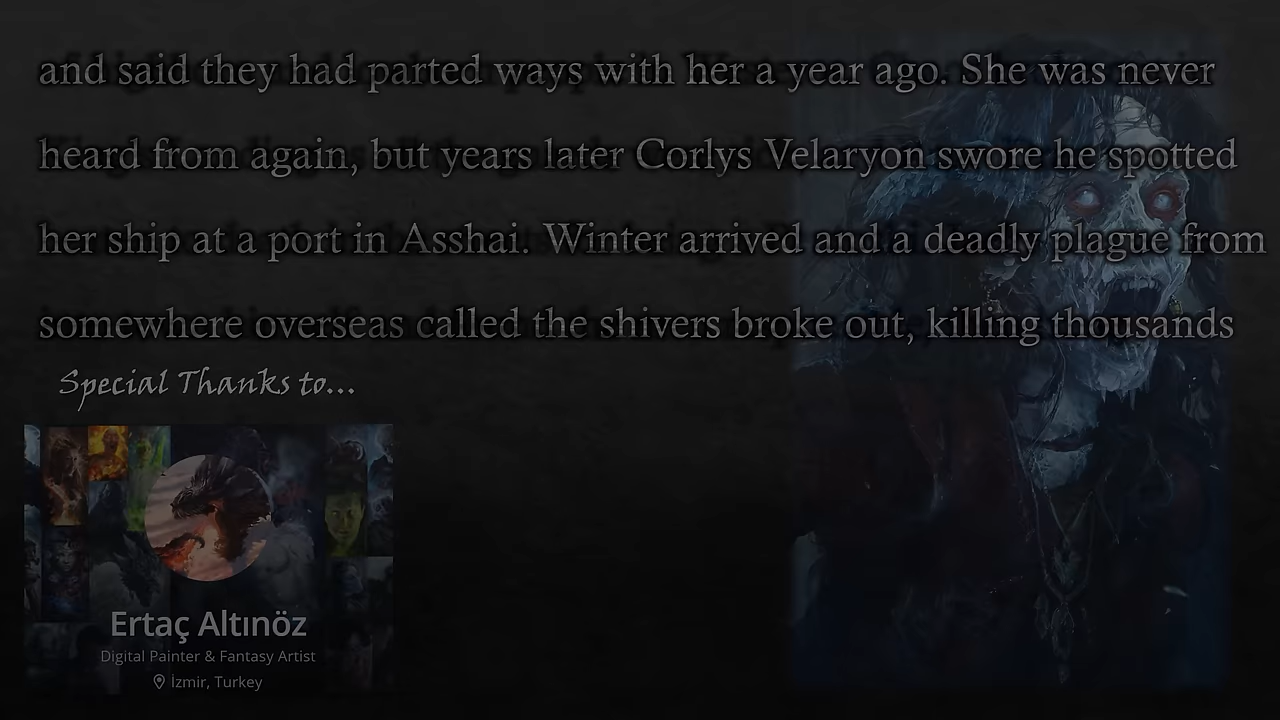 and said they had parted ways with her a year ago. She was never
heard from again, but years later Corlys Velaryon swore he spotted
her ship at a port in Asshai. Winter arrived and a deadly plague from
somewhere overseas called the shivers broke out, killing thousands
Special Thanks to...
Ertaç Altınöz
Digital Painter & Fantasy Artist
İzmir, Turkey